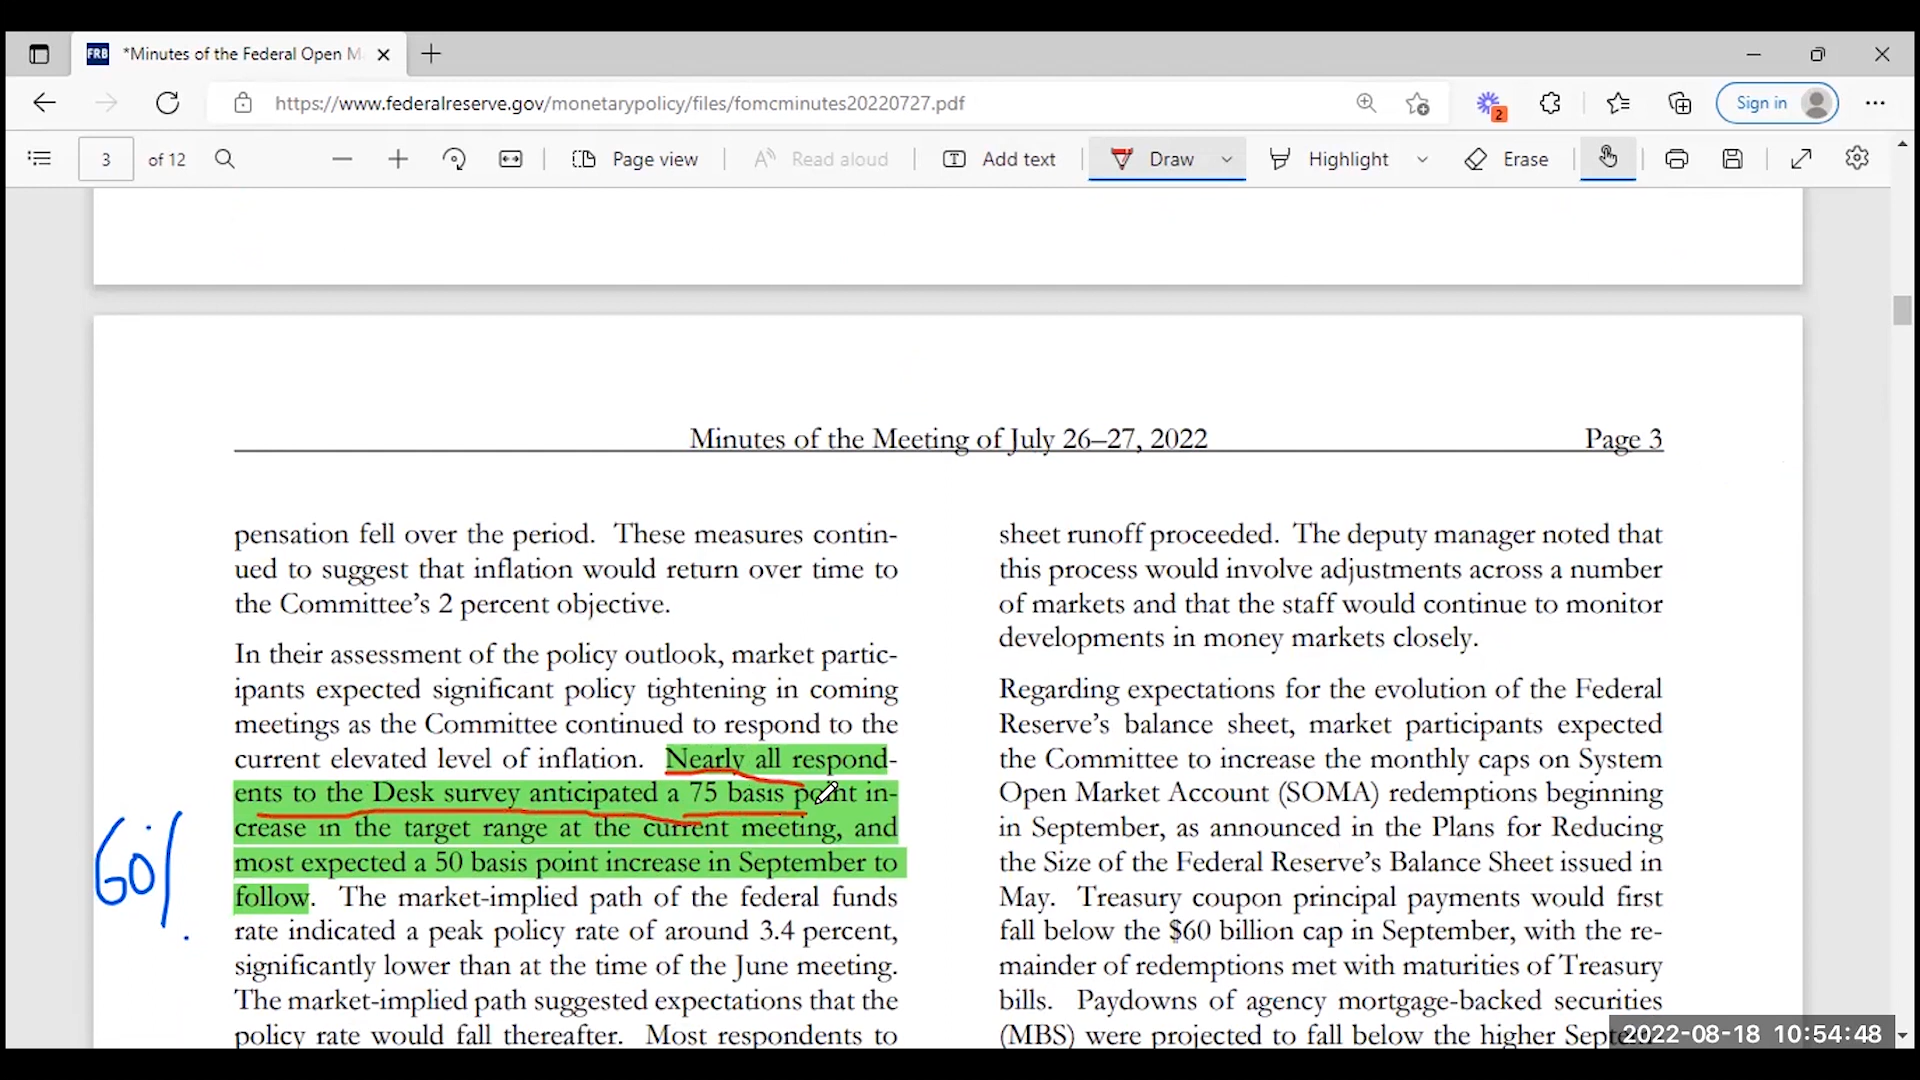 FRB *Minutes of the Federal Open M
https://www.federalreserve.gov/monetarypolicy/files/fomcminutes20220727.pdf
2
Sign in
3 of 12
Page view
Read aloud
Add text
Draw
Highlight
Erase
Minutes of the Meeting of July 26–27, 2022 Page 3
pensation fell over the period. These measures contin-
ued to suggest that inflation would return over time to
the Committee’s 2 percent objective.
In their assessment of the policy outlook, market partic-
ipants expected significant policy tightening in coming
meetings as the Committee continued to respond to the
current elevated level of inflation. Nearly all respond-
ents to the Desk survey anticipated a 75 basis point in-
crease in the target range at the current meeting, and
most expected a 50 basis point increase in September to
follow. The market-implied path of the federal funds
rate indicated a peak policy rate of around 3.4 percent,
significantly lower than at the time of the June meeting.
The market-implied path suggested expectations that the
policy rate would fall thereafter. Most respondents to
60%
sheet runoff proceeded. The deputy manager noted that
this process would involve adjustments across a number
of markets and that the staff would continue to monitor
developments in money markets closely.
Regarding expectations for the evolution of the Federal
Reserve’s balance sheet, market participants expected
the Committee to increase the monthly caps on System
Open Market Account (SOMA) redemptions beginning
in September, as announced in the Plans for Reducing
the Size of the Federal Reserve’s Balance Sheet issued in
May. Treasury coupon principal payments would first
fall below the $60 billion cap in September, with the re-
mainder of redemptions met with maturities of Treasury
bills. Paydowns of agency mortgage-backed securities
(MBS) were projected to fall below the higher Septem-
2022-08-18 10:54:48